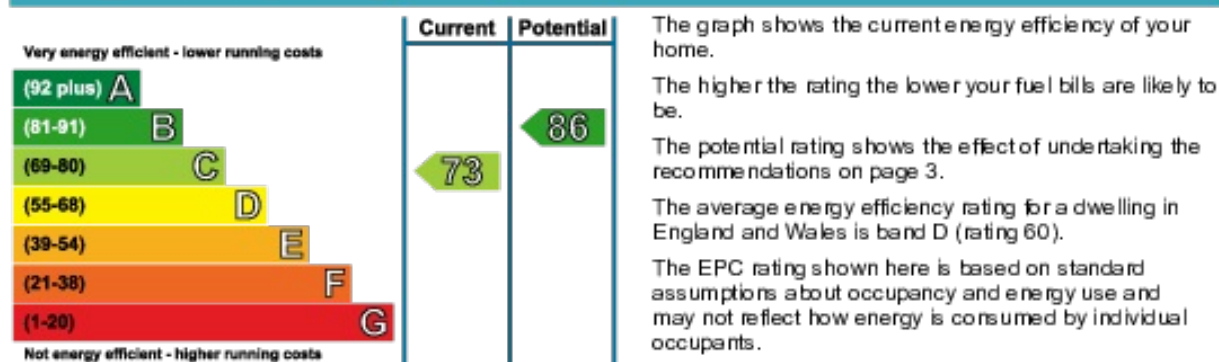 Current Potential
Very energy efficient - lower running costs
(92 plus) A
(81-91) B
(69-80) C
(55-68) D
(39-54) E
(21-38) F
(1-20) G
Not energy efficient - higher running costs
73
86
The graph shows the current energy efficiency of your
home.
The higher the rating the lower your fuel bills are likely to
be.
The potential rating shows the effect of undertaking the
recommendations on page 3.
The average energy efficiency rating for a dwelling in
England and Wales is band D (rating 60).
The EPC rating shown here is based on standard
assumptions about occupancy and energy use and
may not reflect how energy is consumed by individual
occupants.